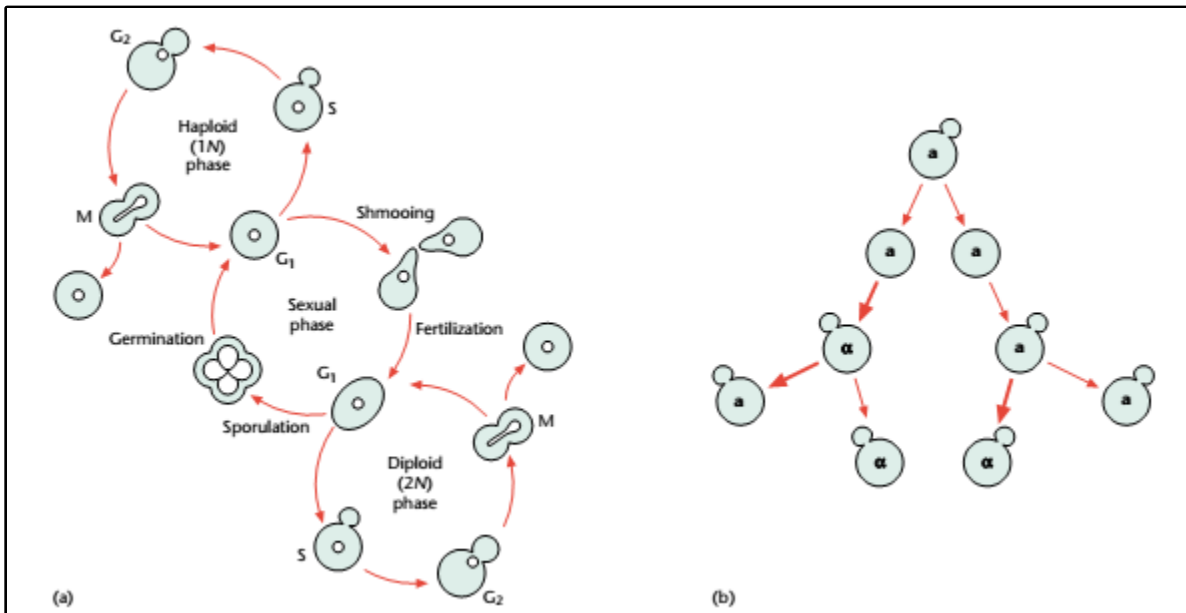 G₂
S
Haploid
(1N)
phase
M
G₁
Shmooing
Sexual
phase
Germination
Fertilization
G₁
Sporulation
M
Diploid
(2N)
phase
S
G₂
(a)
a
a
a
α
a
a
a
α
α
(b)